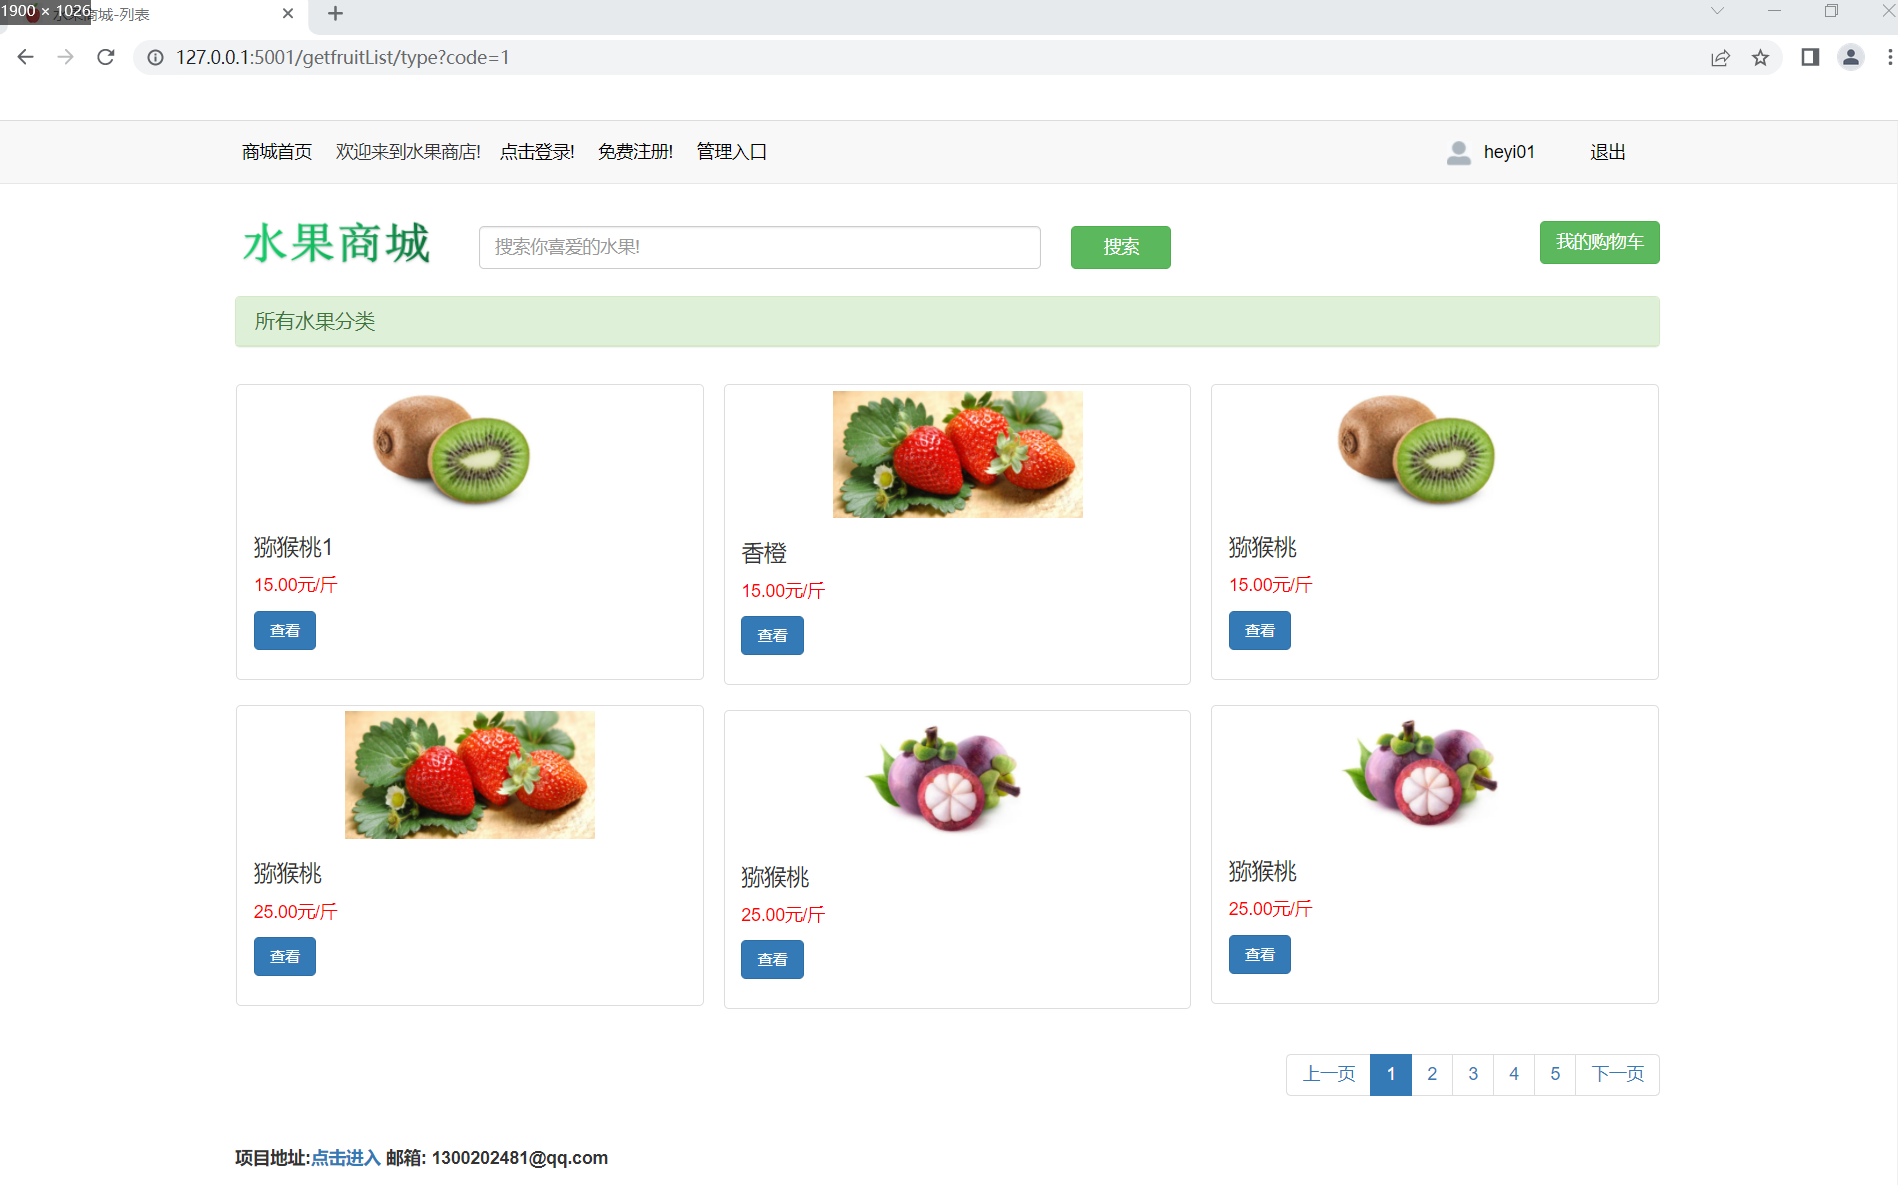 1900 × 1026
水果商城-列表
127.0.0.1:5001/getfruitList/type?code=1
商城首页 欢迎来到水果商店! 点击登录! 免费注册! 管理入口 heyi01 退出
水果商城 搜索你喜爱的水果! 搜索 我的购物车
所有水果分类
猕猴桃1
15.00元/斤
查看
香橙
15.00元/斤
查看
猕猴桃
15.00元/斤
查看
猕猴桃
25.00元/斤
查看
猕猴桃
25.00元/斤
查看
猕猴桃
25.00元/斤
查看
上一页 1 2 3 4 5 下一页
项目地址:点击进入 邮箱: 1300202481@qq.com